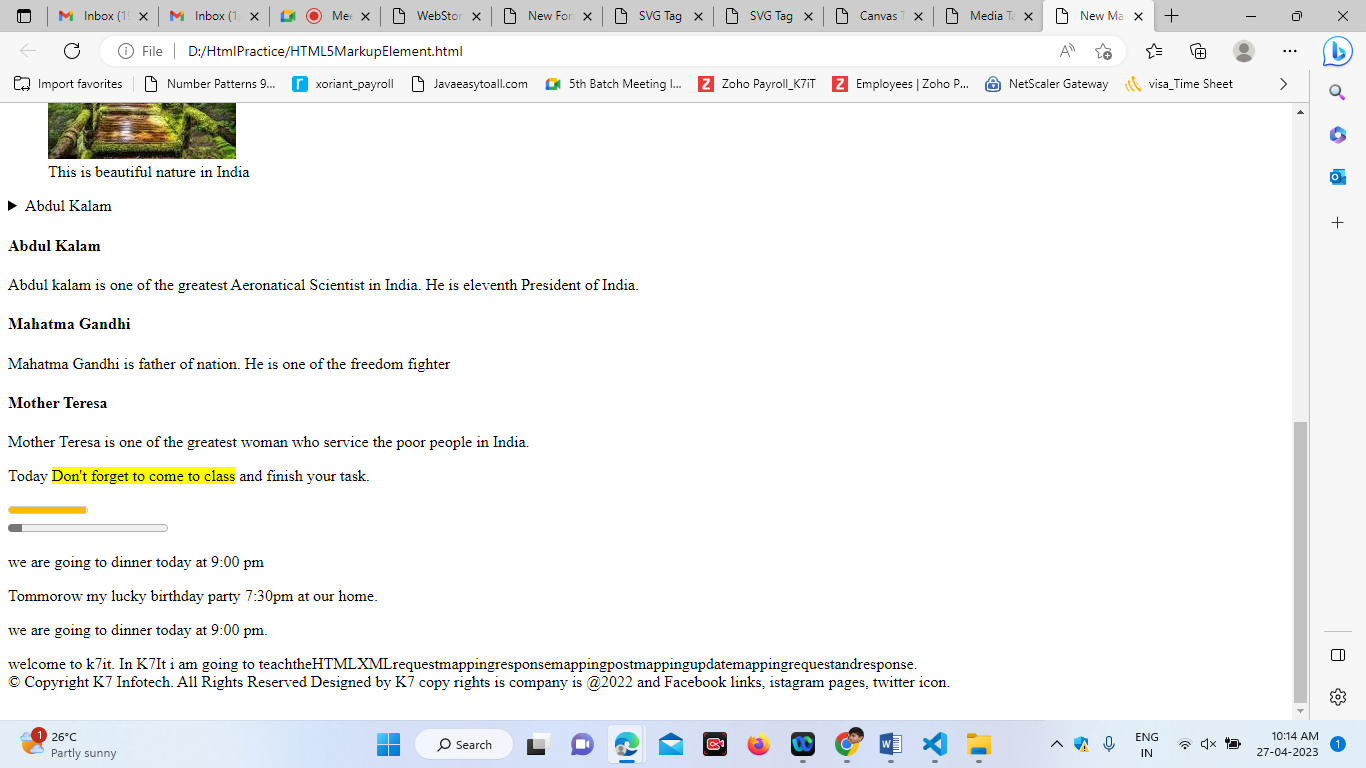 Inbox (19
Inbox (1,
Mee
WebStor
New For
SVG Tag
SVG Tag
Canvas T
Media Ta
New Ma
File
D:/HtmlPractice/HTML5MarkupElement.html
Import favorites
Number Patterns 9...
xoriant_payroll
Javaeasytoall.com
5th Batch Meeting I...
Zoho Payroll_K7iT
Employees | Zoho P...
NetScaler Gateway
visa_Time Sheet
This is beautiful nature in India
Abdul Kalam
Abdul Kalam
Abdul kalam is one of the greatest Aeronatical Scientist in India. He is eleventh President of India.
Mahatma Gandhi
Mahatma Gandhi is father of nation. He is one of the freedom fighter
Mother Teresa
Mother Teresa is one of the greatest woman who service the poor people in India.
Today Don't forget to come to class and finish your task.
we are going to dinner today at 9:00 pm
Tommorow my lucky birthday party 7:30pm at our home.
we are going to dinner today at 9:00 pm.
welcome to k7it. In K7It i am going to teachtheHTMLXMLrequestmappingresponsemappingpostmappingupdatemappingrequestandresponse.
© Copyright K7 Infotech. All Rights Reserved Designed by K7 copy rights is company is @2022 and Facebook links, istagram pages, twitter icon.
1
26°C
Partly sunny
Search
ENG
IN
10:14 AM
27-04-2023
1